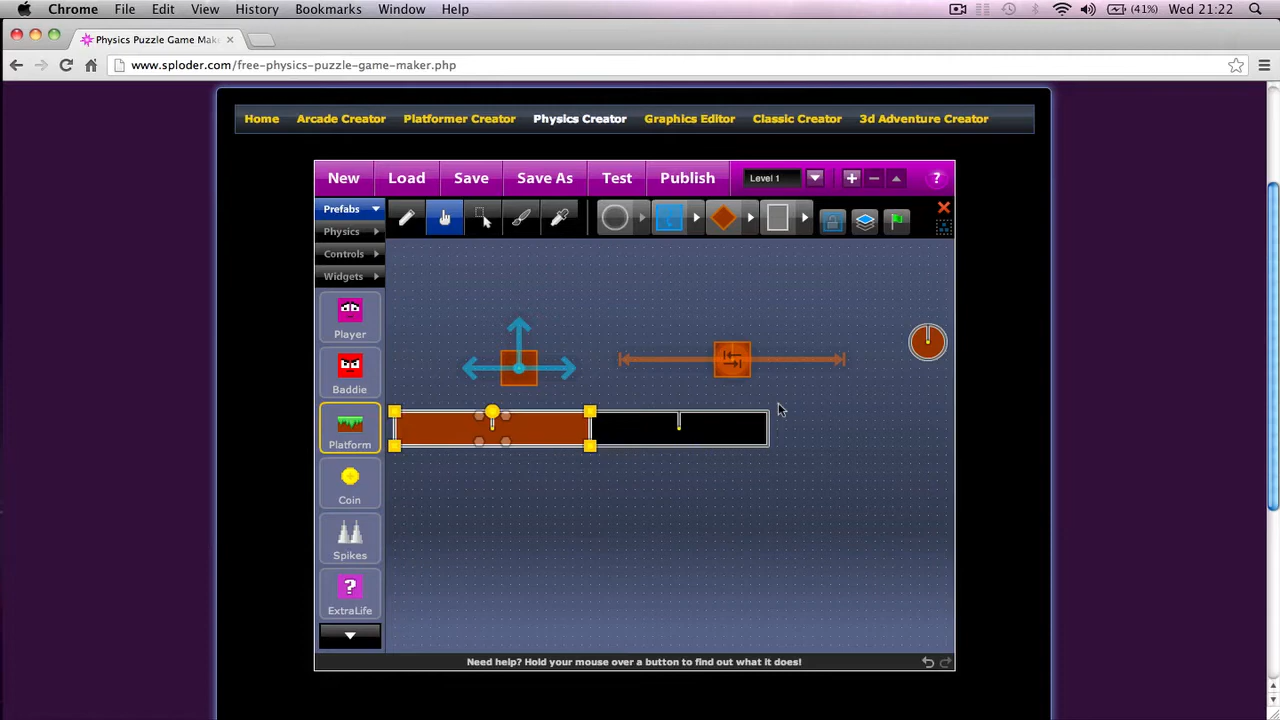 Chrome File Edit View History Bookmarks Window Help (41%) Wed 21:22
Physics Puzzle Game Mak
www.sploder.com/free-physics-puzzle-game-maker.php
Home Arcade Creator Platformer Creator Physics Creator Graphics Editor Classic Creator 3d Adventure Creator
New Load Save Save As Test Publish Level 1 + − ?
Prefabs
Physics
Controls
Widgets
Player
Baddie
Platform
Coin
Spikes
?
ExtraLife
Need help? Hold your mouse over a button to find out what it does!